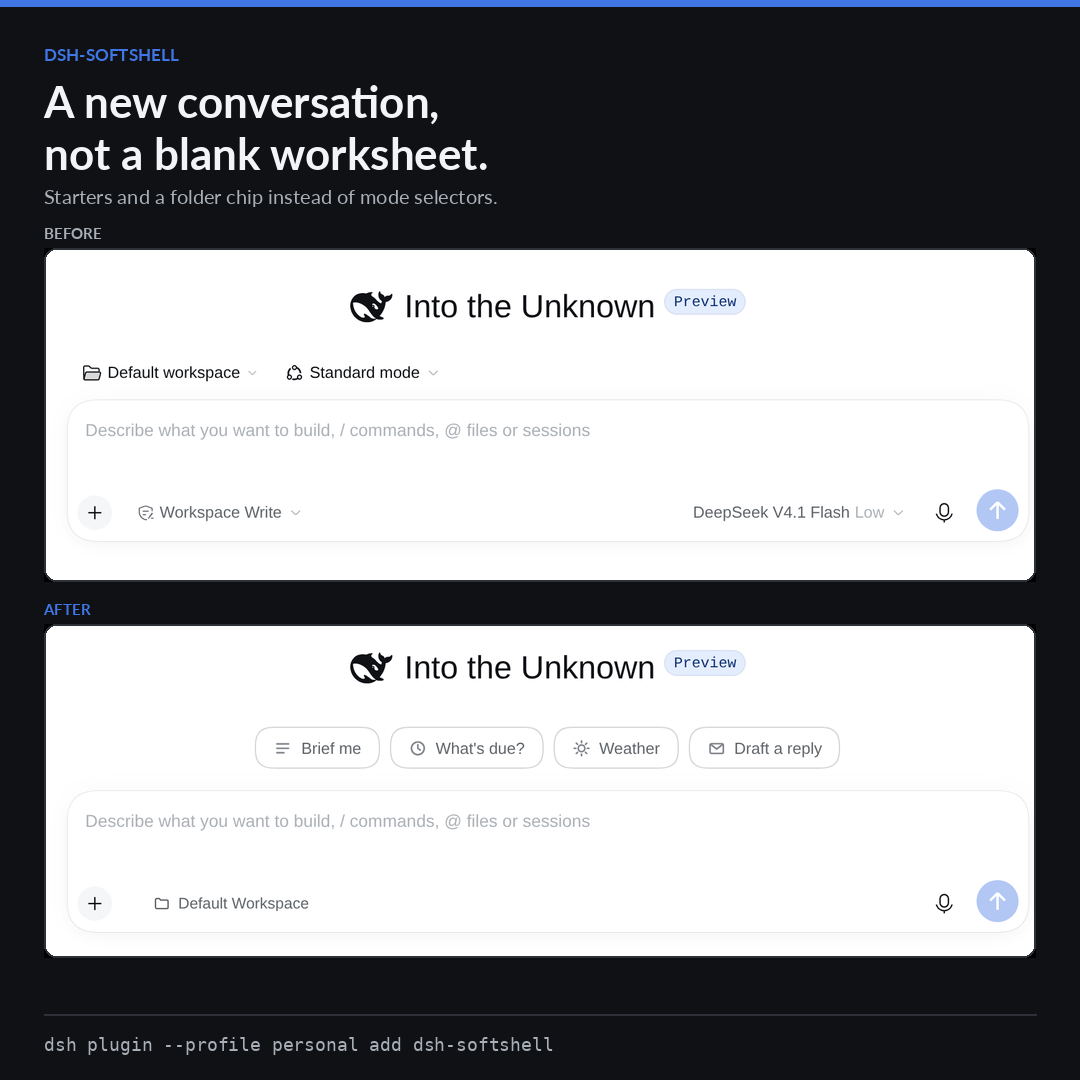 DSH-SOFTSHELL
A new conversation,
not a blank worksheet.
Starters and a folder chip instead of mode selectors.
BEFORE
Into the Unknown Preview
Default workspace Standard mode
Describe what you want to build, / commands, @ files or sessions
Workspace Write DeepSeek V4.1 Flash Low
AFTER
Into the Unknown Preview
Brief me What's due? Weather Draft a reply
Describe what you want to build, / commands, @ files or sessions
Default Workspace
dsh plugin --profile personal add dsh-softshell